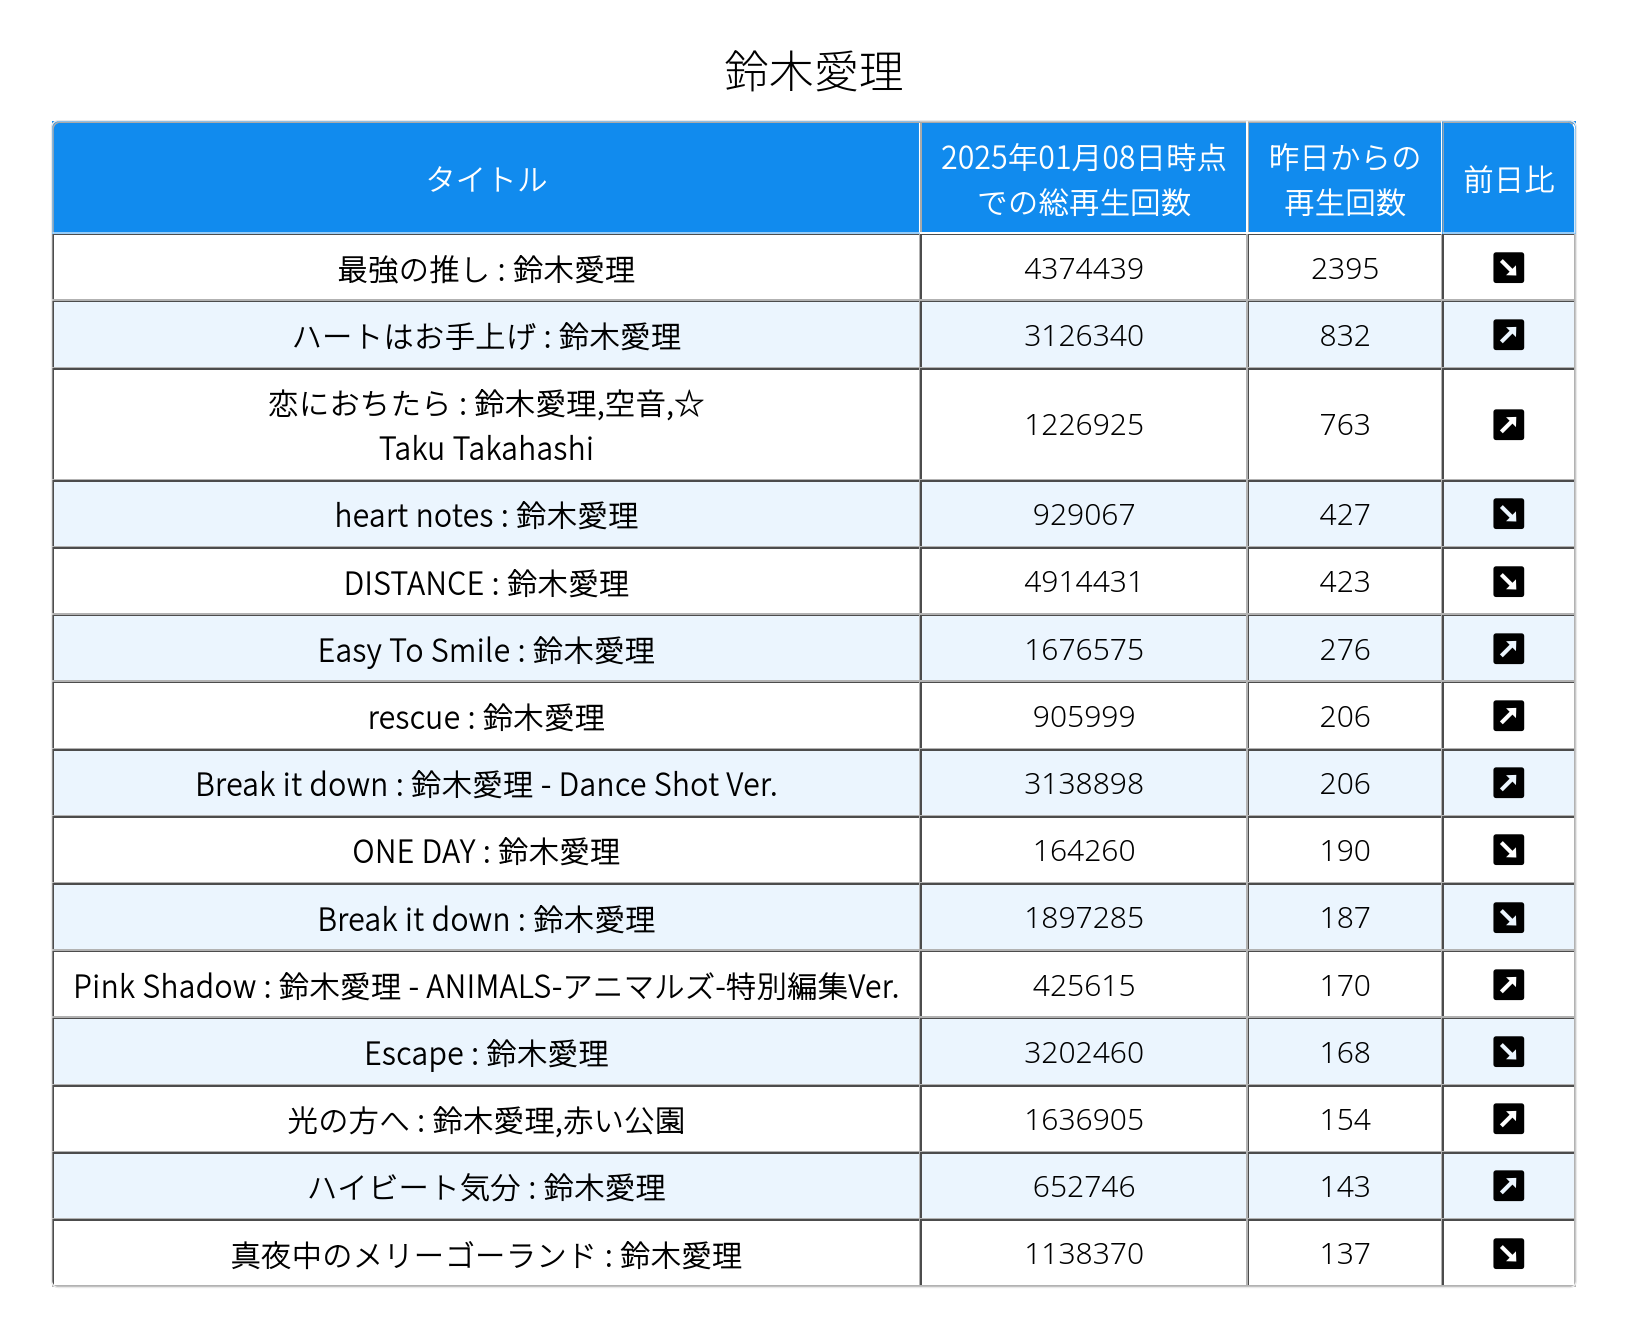 鈴木愛理
タイトル
2025年01月08日時点
での総再生回数
昨日からの
再生回数
前日比
最強の推し : 鈴木愛理 4374439 2395 ↘
ハートはお手上げ : 鈴木愛理 3126340 832 ↗
恋におちたら : 鈴木愛理,空音,☆
Taku Takahashi
1226925 763 ↗
heart notes : 鈴木愛理 929067 427 ↘
DISTANCE : 鈴木愛理 4914431 423 ↘
Easy To Smile : 鈴木愛理 1676575 276 ↗
rescue : 鈴木愛理 905999 206 ↗
Break it down : 鈴木愛理 - Dance Shot Ver. 3138898 206 ↗
ONE DAY : 鈴木愛理 164260 190 ↘
Break it down : 鈴木愛理 1897285 187 ↘
Pink Shadow : 鈴木愛理 - ANIMALS-アニマルズ-特別編集Ver. 425615 170 ↗
Escape : 鈴木愛理 3202460 168 ↘
光の方へ : 鈴木愛理,赤い公園 1636905 154 ↗
ハイビート気分 : 鈴木愛理 652746 143 ↗
真夜中のメリーゴーランド : 鈴木愛理 1138370 137 ↘